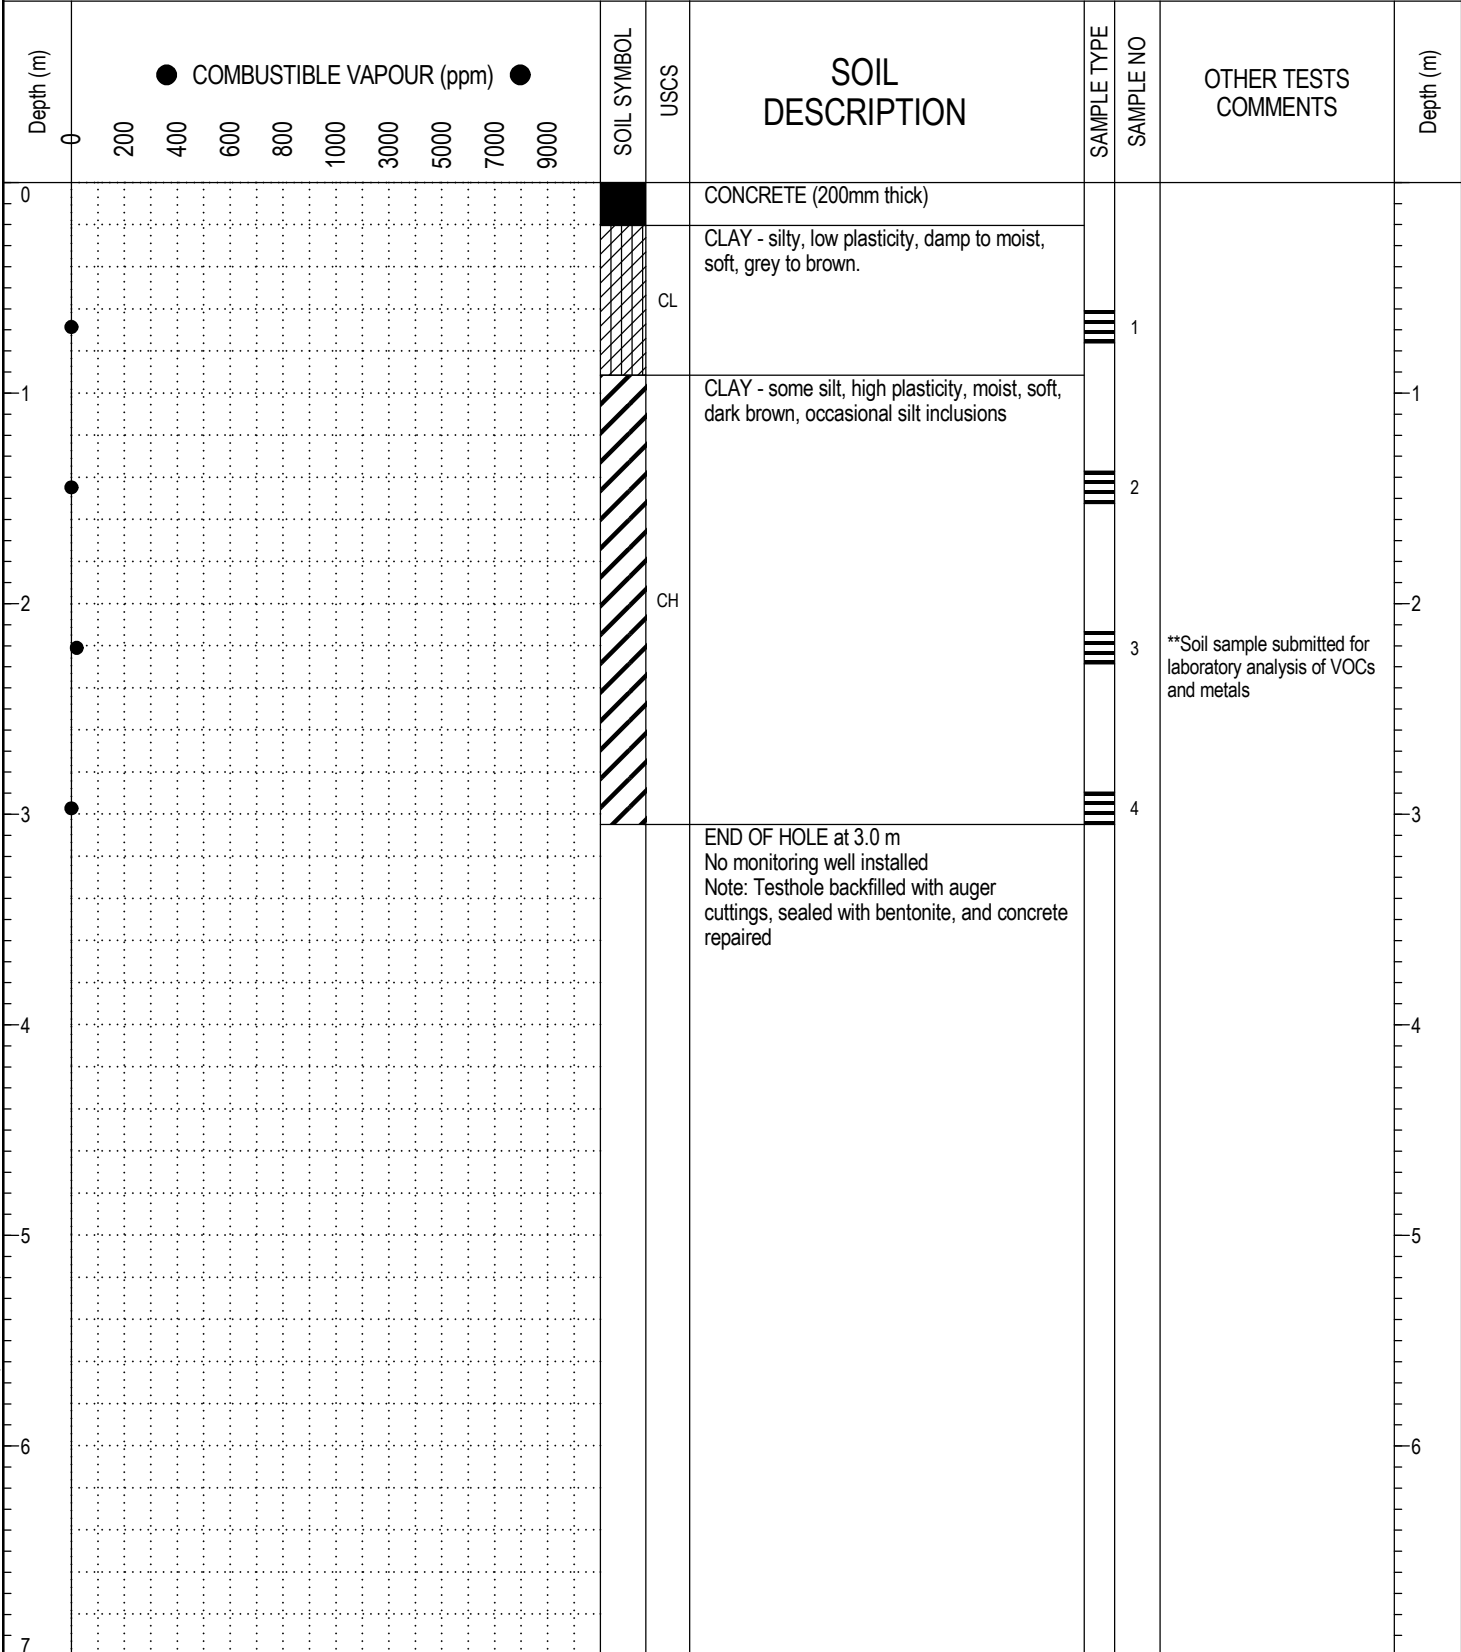 Depth (m)
COMBUSTIBLE VAPOUR (ppm)
0 200 400 600 800 1000 3000 5000 7000 9000
SOIL SYMBOL
USCS
SOIL
DESCRIPTION
SAMPLE TYPE
SAMPLE NO
OTHER TESTS
COMMENTS
Depth (m)
0
CONCRETE (200mm thick)
CLAY - silty, low plasticity, damp to moist,
soft, grey to brown.
CL
1
1
CLAY - some silt, high plasticity, moist, soft,
dark brown, occasional silt inclusions
1
2
2
CH
2
3
**Soil sample submitted for
laboratory analysis of VOCs
and metals
3
4
3
END OF HOLE at 3.0 m
No monitoring well installed
Note: Testhole backfilled with auger
cuttings, sealed with bentonite, and concrete
repaired
4
4
5
5
6
6
7